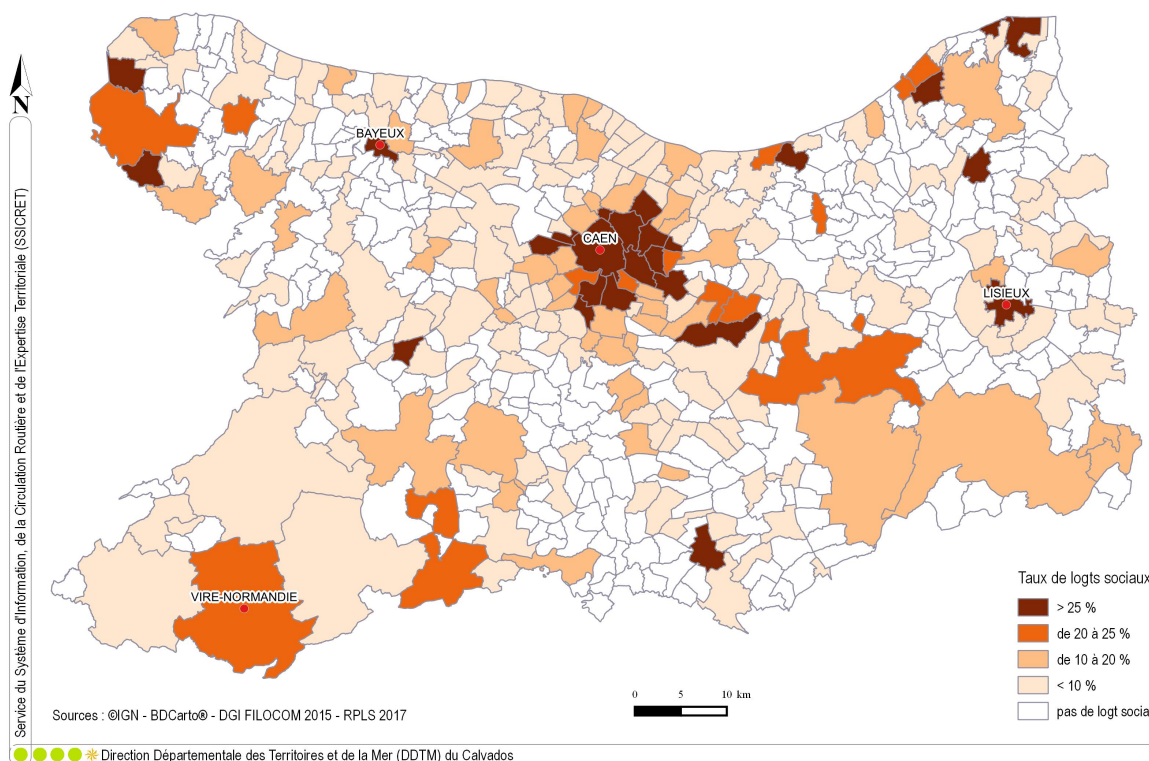 N
Service du Système d'Information, de la Circulation Routière et de l'Expertise Territoriale (SSICRET)
BAYEUX
CAEN
LISIEUX
VIRE-NORMANDIE
Taux de logts sociaux
> 25 %
de 20 à 25 %
de 10 à 20 %
< 10 %
pas de logt socia
0 5 10 km
Sources : ©IGN - BDCarto® - DGI FILOCOM 2015 - RPLS 2017
Direction Départementale des Territoires et de la Mer (DDTM) du Calvados